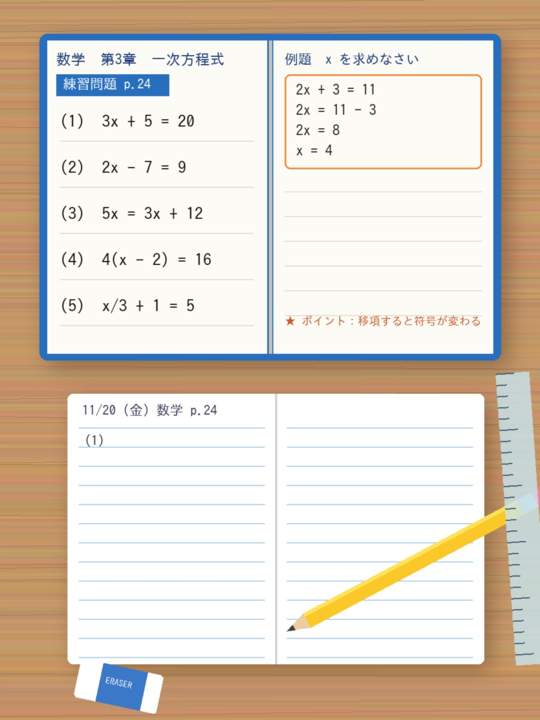 数学　第3章　一次方程式
練習問題 p.24
(1)　3x + 5 = 20
(2)　2x − 7 = 9
(3)　5x = 3x + 12
(4)　4(x − 2) = 16
(5)　x/3 + 1 = 5
例題　x を求めなさい
2x + 3 = 11
2x = 11 − 3
2x = 8
x = 4
★ ポイント：移項すると符号が変わる
11/20（金）数学 p.24
(1)
ERASER